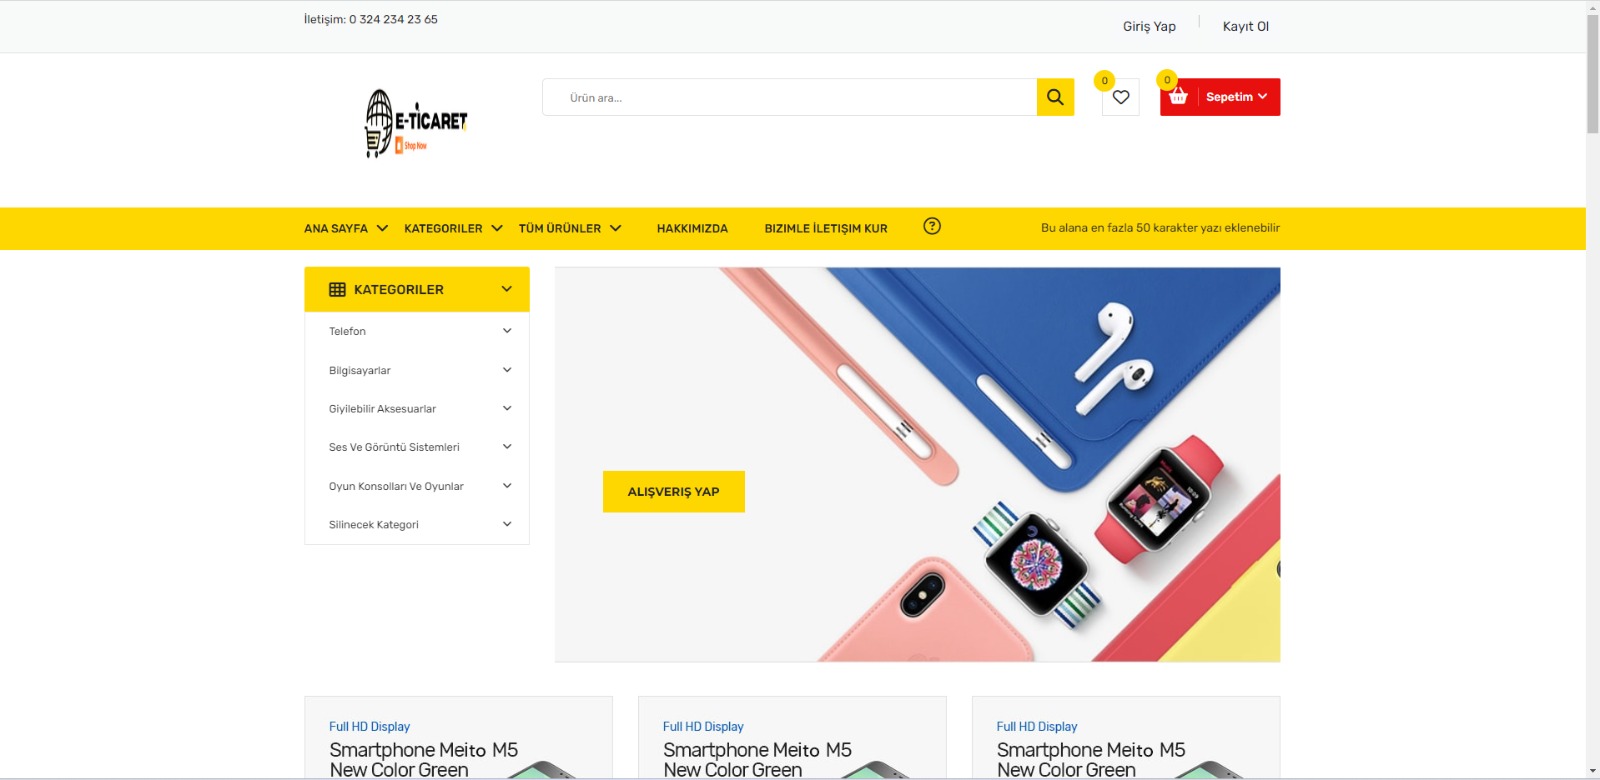 İletişim: 0 324 234 23 65
Giriş Yap
Kayıt Ol
E-TİCARET
Shop Now
Ürün ara...
0
0
Sepetim
ANA SAYFA
KATEGORILER
TÜM ÜRÜNLER
HAKKIMIZDA
BIZIMLE İLETIŞIM KUR
Bu alana en fazla 50 karakter yazı eklenebilir
KATEGORILER
Telefon
Bilgisayarlar
Giyilebilir Aksesuarlar
Ses Ve Görüntü Sistemleri
Oyun Konsolları Ve Oyunlar
Silinecek Kategori
ALIŞVERIŞ YAP
Full HD Display
Smartphone Meito M5
New Color Green
Full HD Display
Smartphone Meito M5
New Color Green
Full HD Display
Smartphone Meito M5
New Color Green